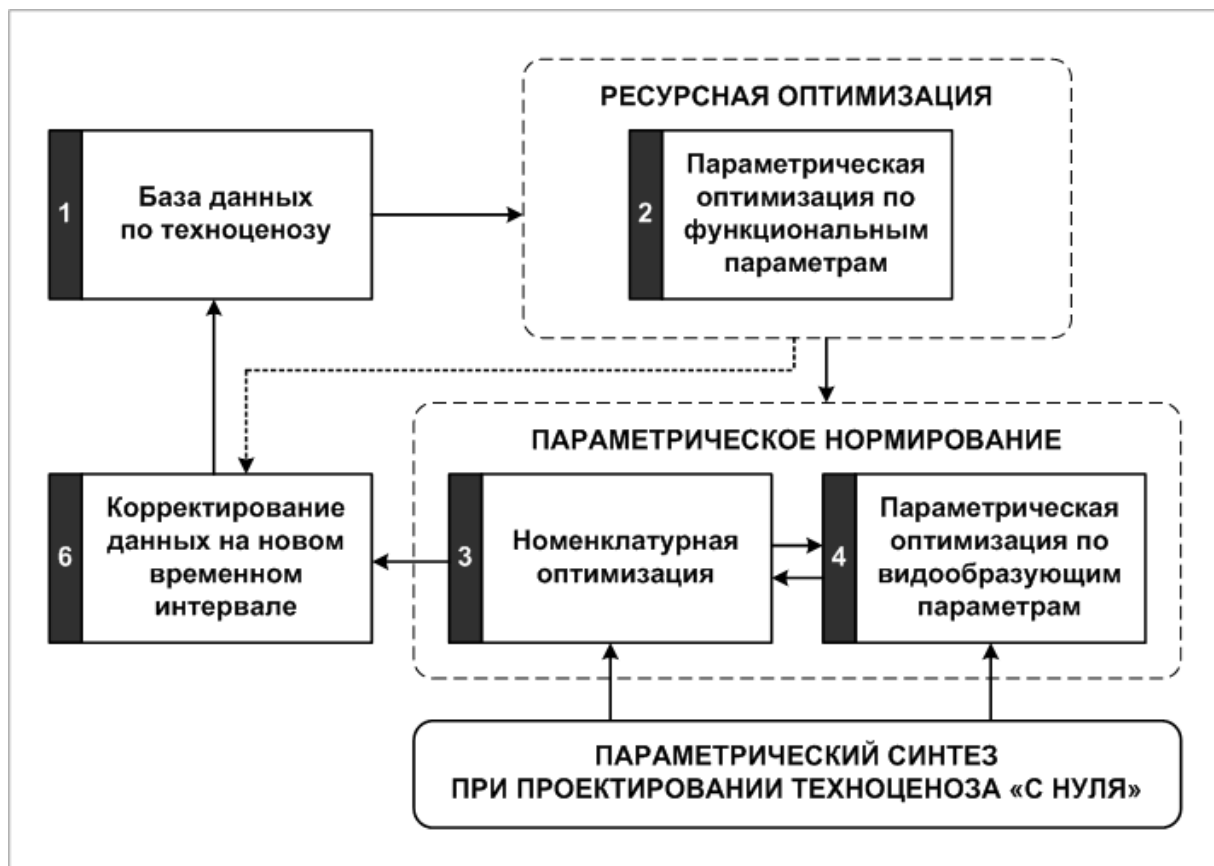 РЕСУРСНАЯ ОПТИМИЗАЦИЯ
1
База данных
по техноценозу
2
Параметрическая
оптимизация по
функциональным
параметрам
ПАРАМЕТРИЧЕСКОЕ НОРМИРОВАНИЕ
6
Корректирование
данных на новом
временном
интервале
3
Номенклатурная
оптимизация
4
Параметрическая
оптимизация по
видообразующим
параметрам
ПАРАМЕТРИЧЕСКИЙ СИНТЕЗ
ПРИ ПРОЕКТИРОВАНИИ ТЕХНОЦЕНОЗА «С НУЛЯ»